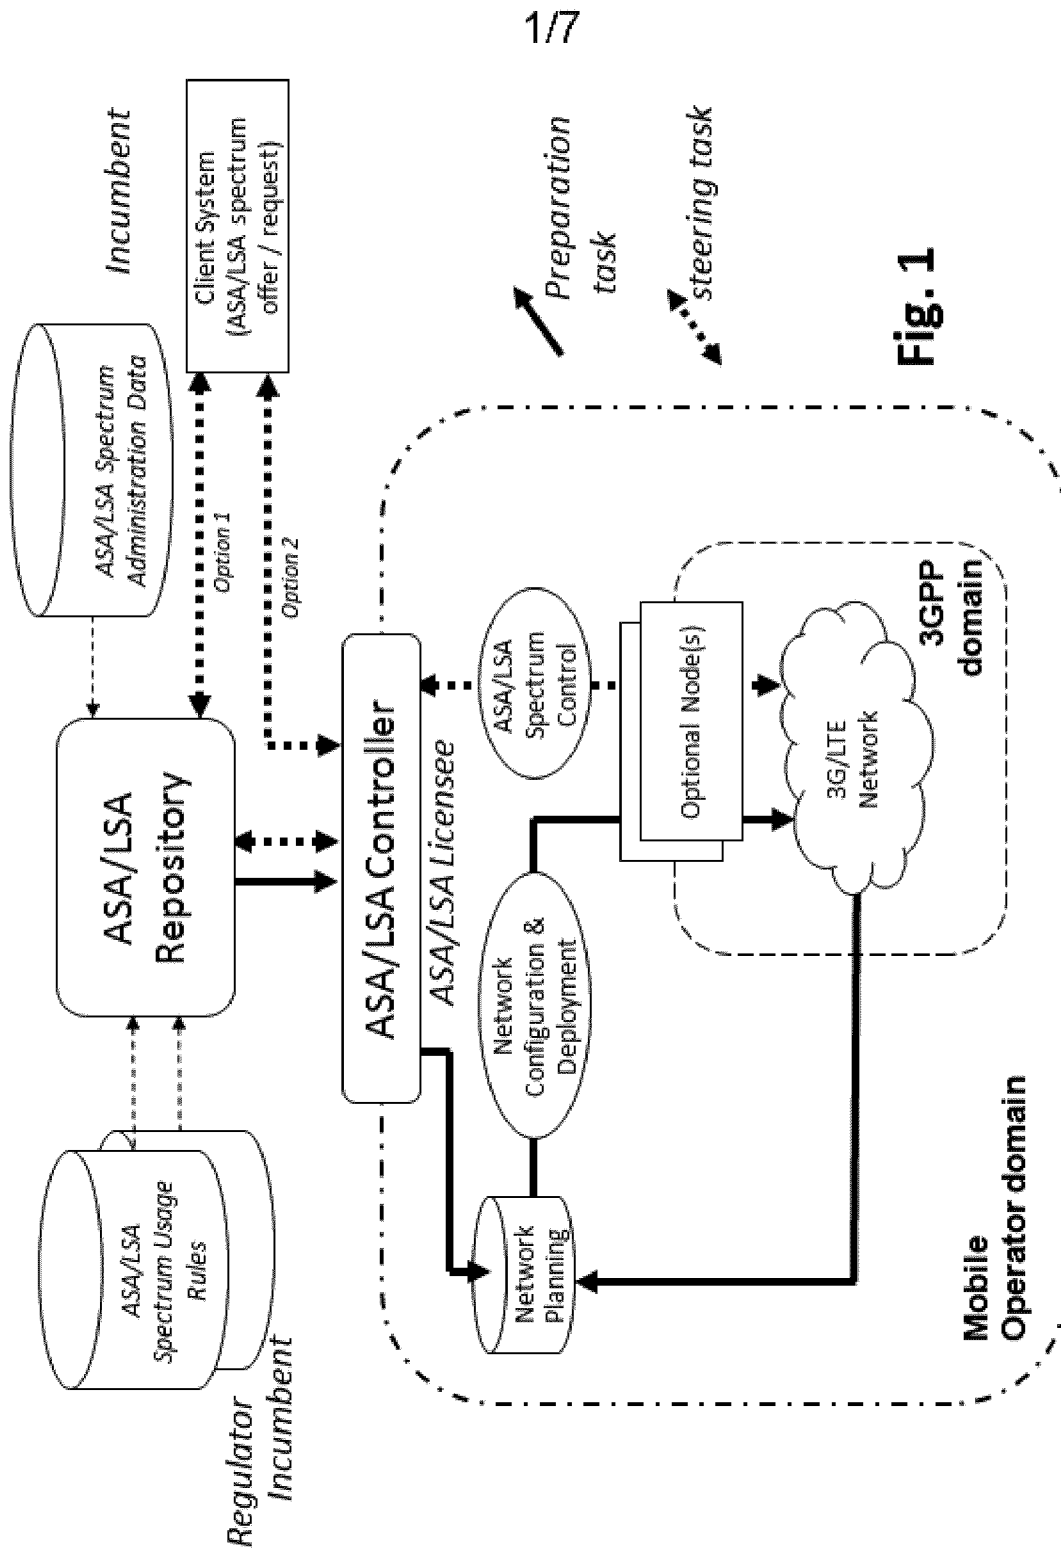 1/7
Incumbent
ASA/LSA Spectrum
Administration Data
Client System
(ASA/LSA spectrum
offer / request)
ASA/LSA
Repository
Option 1
Option 2
ASA/LSA
Spectrum Usage
Rules
Regulator
Incumbent
ASA/LSA Controller
ASA/LSA Licensee
Network
Planning
Network
Configuration &
Deployment
ASA/LSA
Spectrum
Control
Optional Node(s)
3G/LTE
Network
3GPP
domain
Mobile
Operator domain
Preparation
task
steering task
Fig. 1